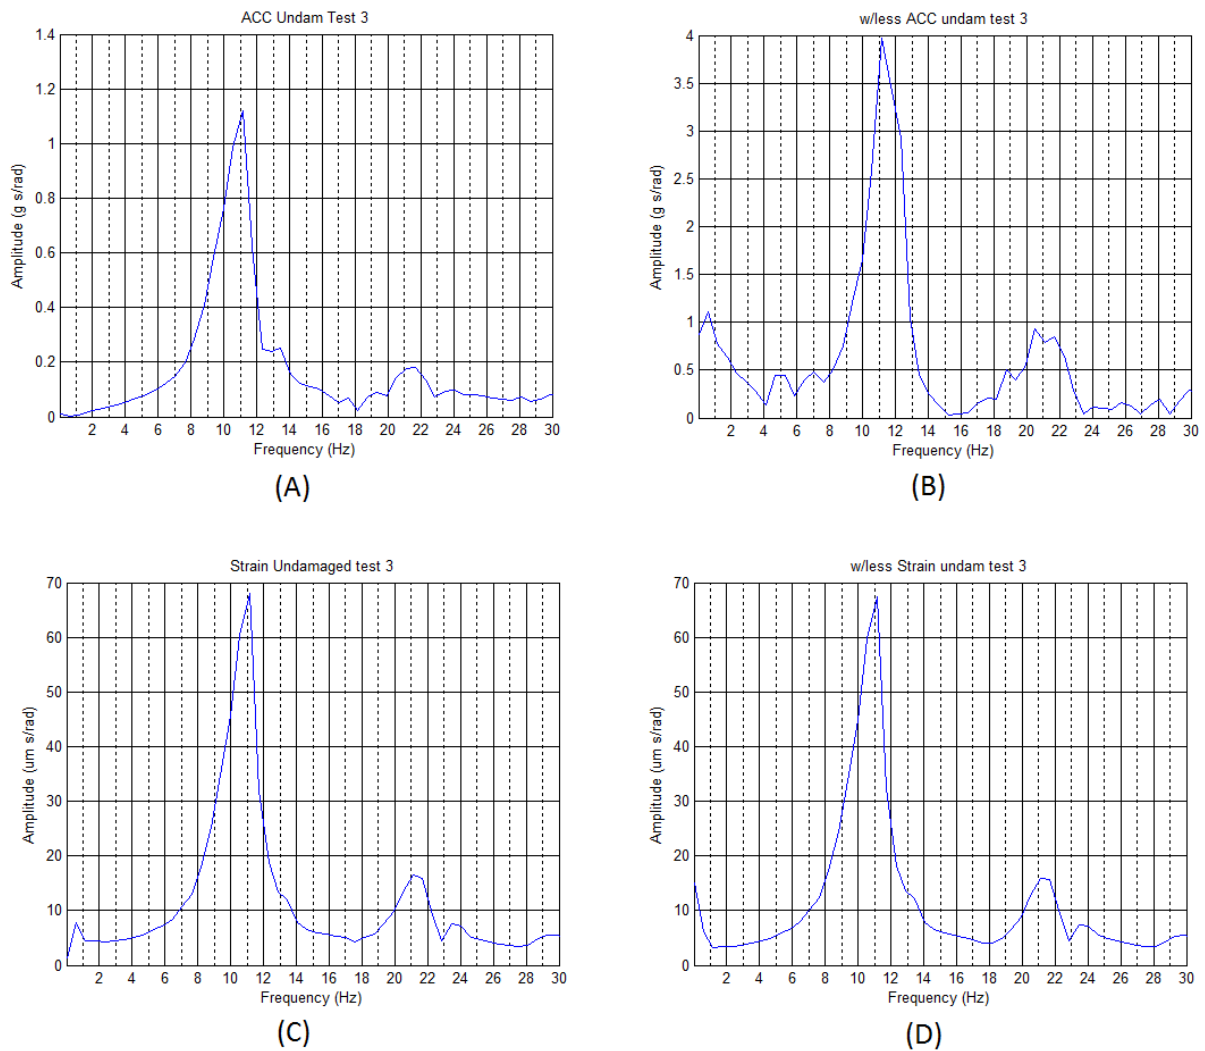 ACC Undam Test 3
1.4
1.2
1
0.8
0.6
0.4
0.2
0
2 4 6 8 10 12 14 16 18 20 22 24 26 28 30
Amplitude (g s/rad)
Frequency (Hz)
(A)
w/less ACC undam test 3
4
3.5
3
2.5
2
1.5
1
0.5
0
2 4 6 8 10 12 14 16 18 20 22 24 26 28 30
Amplitude (g s/rad)
Frequency (Hz)
(B)
Strain Undamaged test 3
70
60
50
40
30
20
10
0
2 4 6 8 10 12 14 16 18 20 22 24 26 28 30
Amplitude (um s/rad)
Frequency (Hz)
(C)
w/less Strain undam test 3
70
60
50
40
30
20
10
0
2 4 6 8 10 12 14 16 18 20 22 24 26 28 30
Amplitude (um s/rad)
Frequency (Hz)
(D)